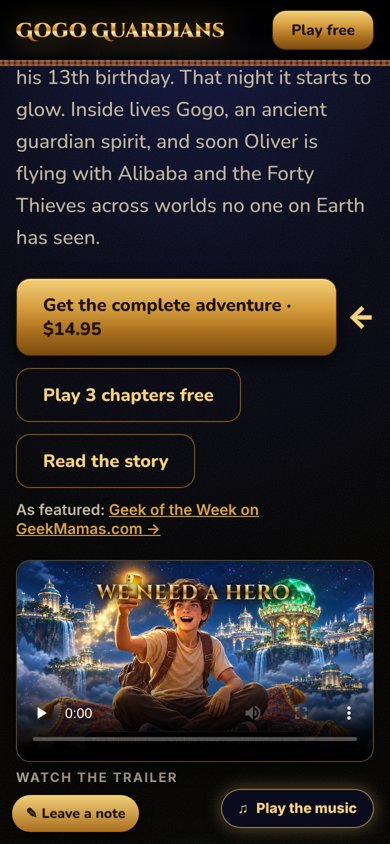 GOGO GUARDIANS
Play free
his 13th birthday. That night it starts to
glow. Inside lives Gogo, an ancient
guardian spirit, and soon Oliver is
flying with Alibaba and the Forty
Thieves across worlds no one on Earth
has seen.
Get the complete adventure ·
$14.95
←
Play 3 chapters free
Read the story
As featured: Geek of the Week on
GeekMamas.com →
WE NEED A HERO
0:00
WATCH THE TRAILER
✎ Leave a note
♫ Play the music